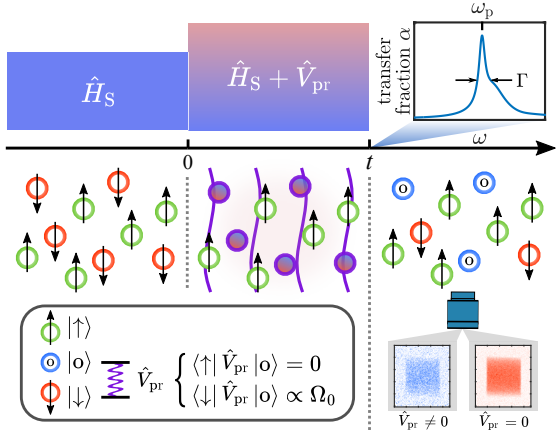 ω_p
Ĥ_S
Ĥ_S + V̂_pr
transfer
fraction α
Γ
0
t
ω
o
o
o
|↑⟩
o |o⟩
|↓⟩
V̂_pr
⟨↑| V̂_pr |o⟩ = 0
⟨↓| V̂_pr |o⟩ ∝ Ω_0
V̂_pr ≠ 0
V̂_pr = 0